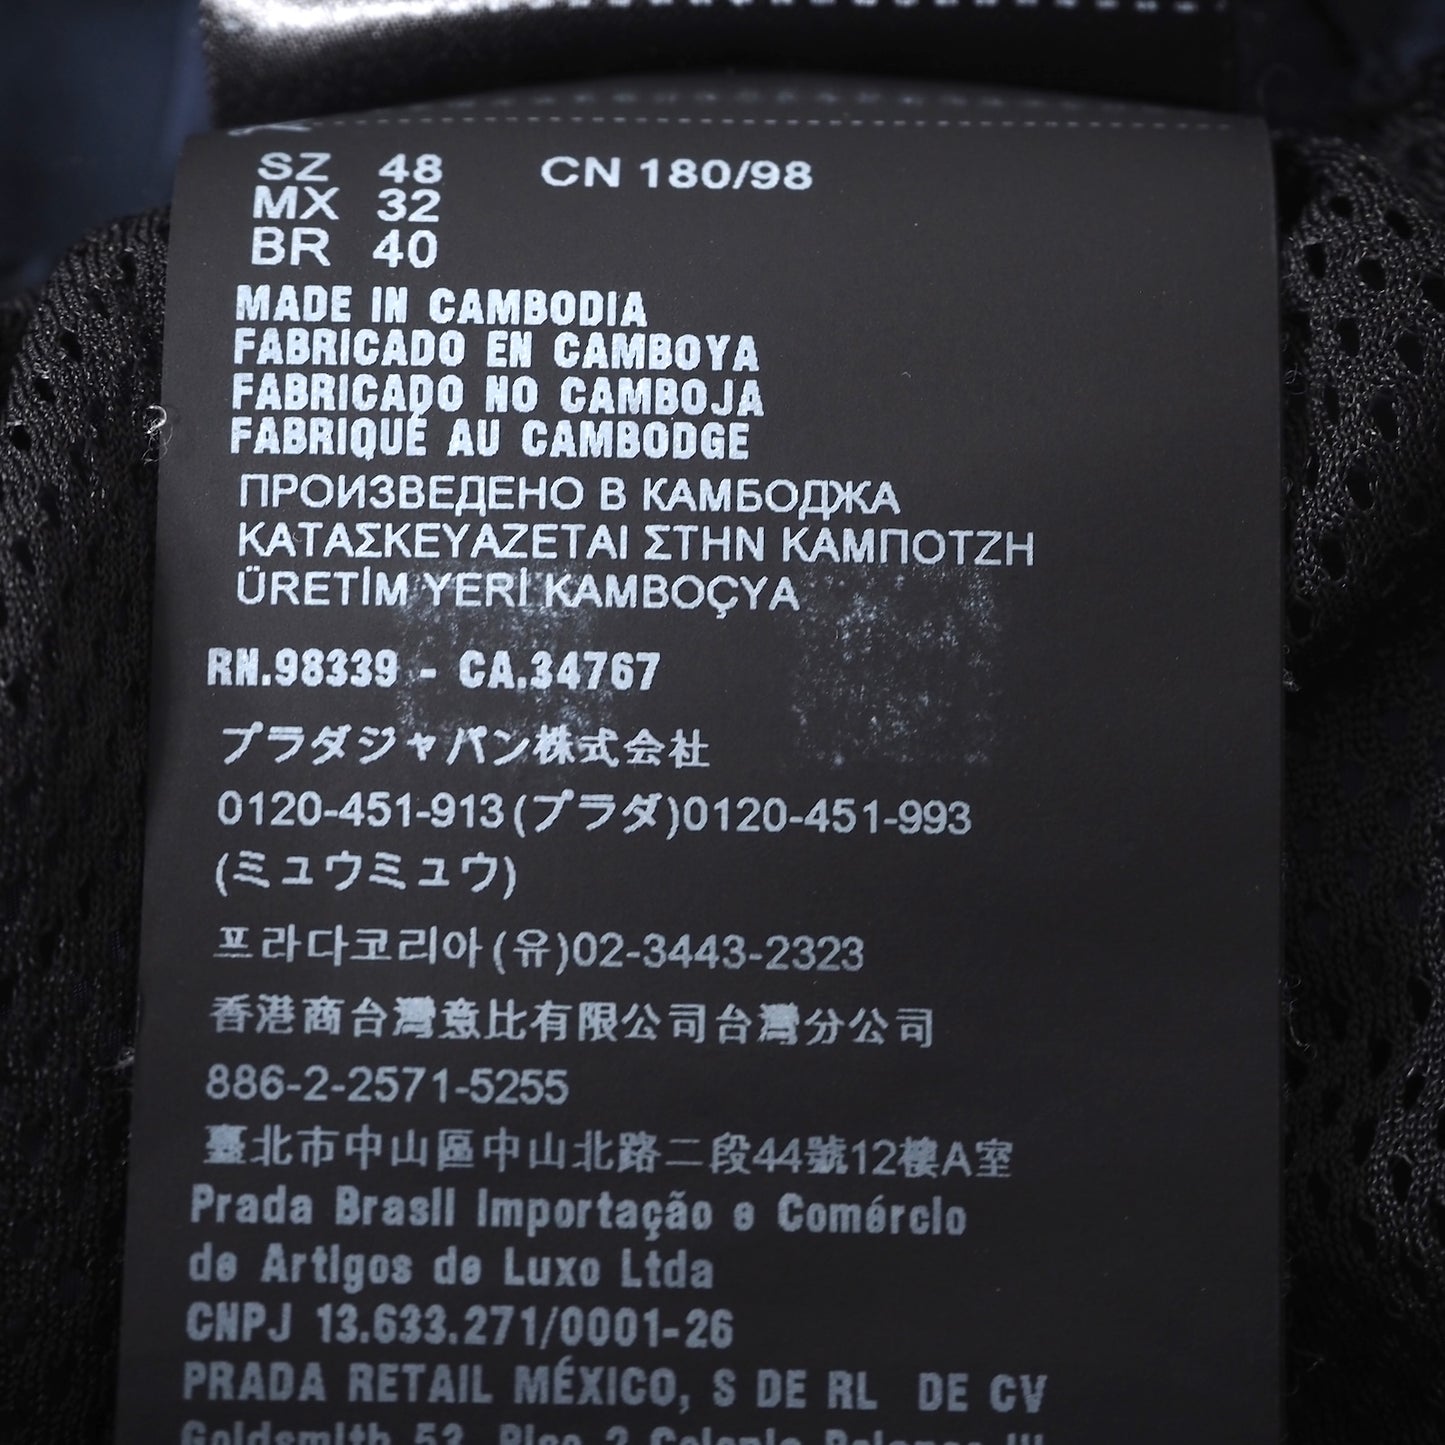 SZ 48 CN 180/98
MX 32
BR 40
MADE IN CAMBODIA
FABRICADO EN CAMBOYA
FABRICADO NO CAMBOJA
FABRIQUÉ AU CAMBODGE
ПРОИЗВЕДЕНО В КАМБОДЖА
ΚΑΤΑΣΚΕΥΑΖΕΤΑΙ ΣΤΗΝ ΚΑΜΠΟΤΖΗ
ÜRETİM YERİ KAMBOÇYA
RN.98339 - CA.34767
プラダジャパン株式会社
0120-451-913(プラダ)0120-451-993
(ミュウミュウ)
프라다코리아(유)02-3443-2323
香港商台灣意比有限公司台灣分公司
886-2-2571-5255
臺北市中山區中山北路二段44號12樓A室
Prada Brasil Importação e Comércio
de Artigos de Luxo Ltda
CNPJ 13.633.271/0001-26
PRADA RETAIL MÉXICO, S DE RL DE CV
Goldsmith 53, Piso 2 Colonia